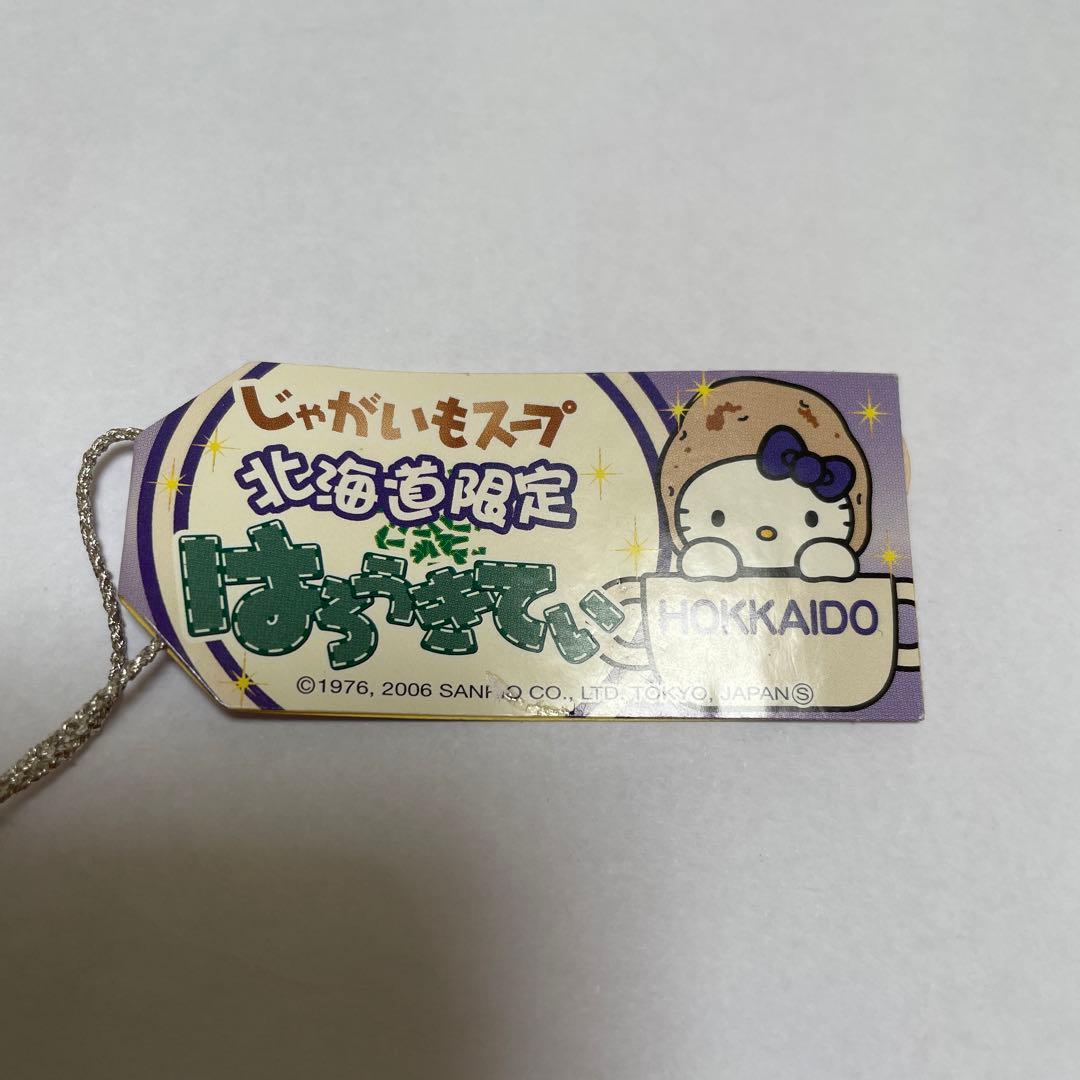 じゃがいもスープ
北海道限定
はろうきてぃ
HOKKAIDO
©1976, 2006 SANRIO CO., LTD. TOKYO, JAPAN Ⓢ